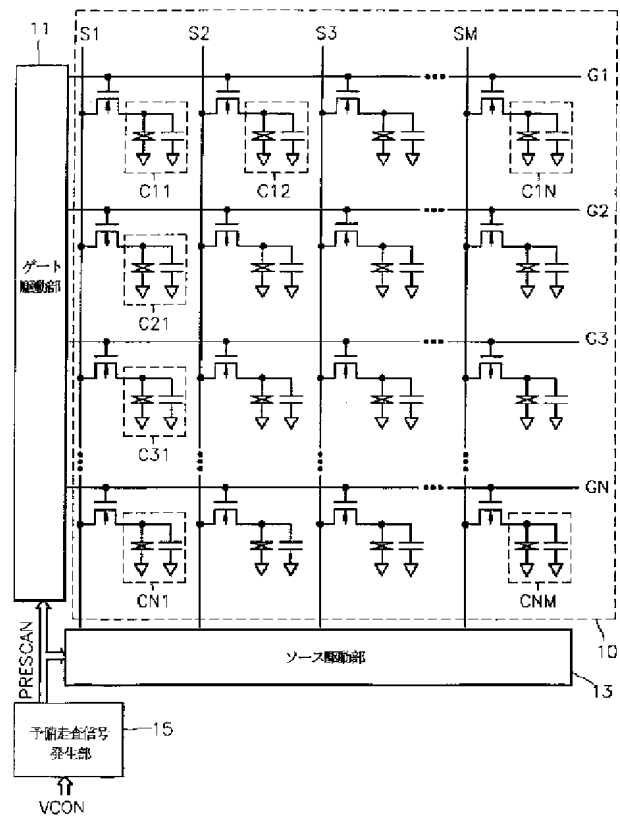 11
S1 S2 S3 SM
G1
C11 C12 C1N
G2
ゲート
駆動部
C21
G3
C31
GN
CN1 CNM
10
PRESCAN
ソース駆動部
13
予備走査信号
発生部
15
VCON